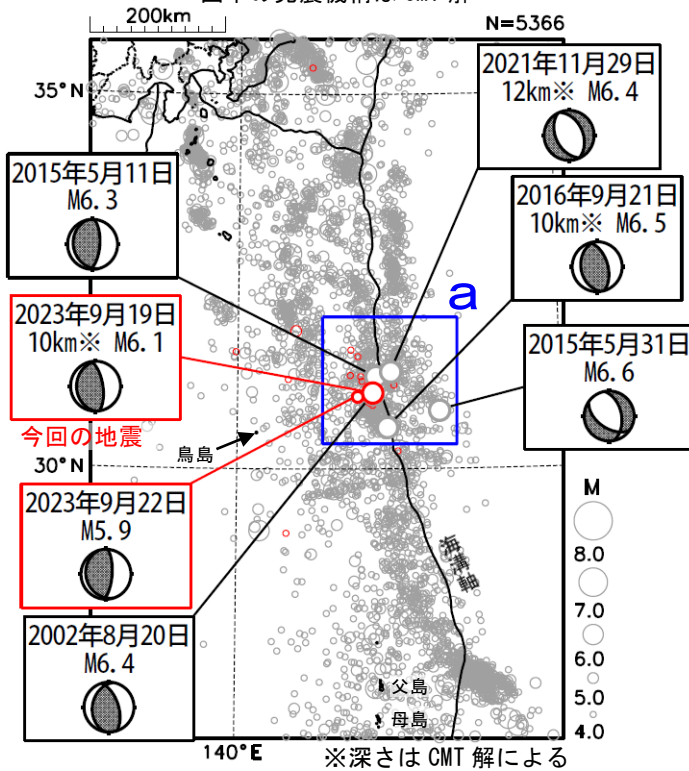 200km
N=5366
35°N
2021年11月29日
12km※ M6.4
2015年5月11日
M6.3
2016年9月21日
10km※ M6.5
a
2023年9月19日
10km※ M6.1
今回の地震
2015年5月31日
M6.6
鳥島
30°N
2023年9月22日
M5.9
海溝軸
M
8.0
7.0
6.0
5.0
4.0
2002年8月20日
M6.4
父島
母島
140°E
※深さは CMT 解による